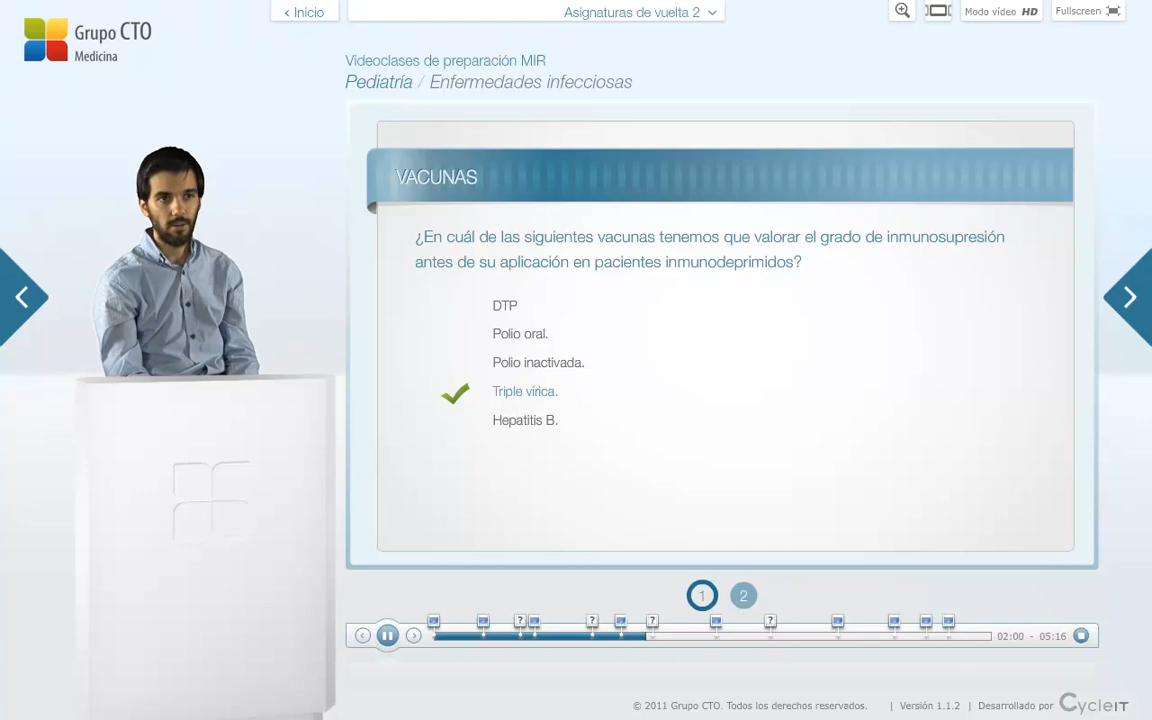 Grupo CTO
Medicina
‹ Inicio
Asignaturas de vuelta 2
Modo vídeo HD
Fullscreen
Videoclases de preparación MIR
Pediatría / Enfermedades infecciosas
VACUNAS
¿En cuál de las siguientes vacunas tenemos que valorar el grado de inmunosupresión
antes de su aplicación en pacientes inmunodeprimidos?
DTP
Polio oral.
Polio inactivada.
Triple vírica.
Hepatitis B.
1 2
? ? ? ?
02:00 - 05:16
© 2011 Grupo CTO. Todos los derechos reservados. | Versión 1.1.2 | Desarrollado por CycleIT